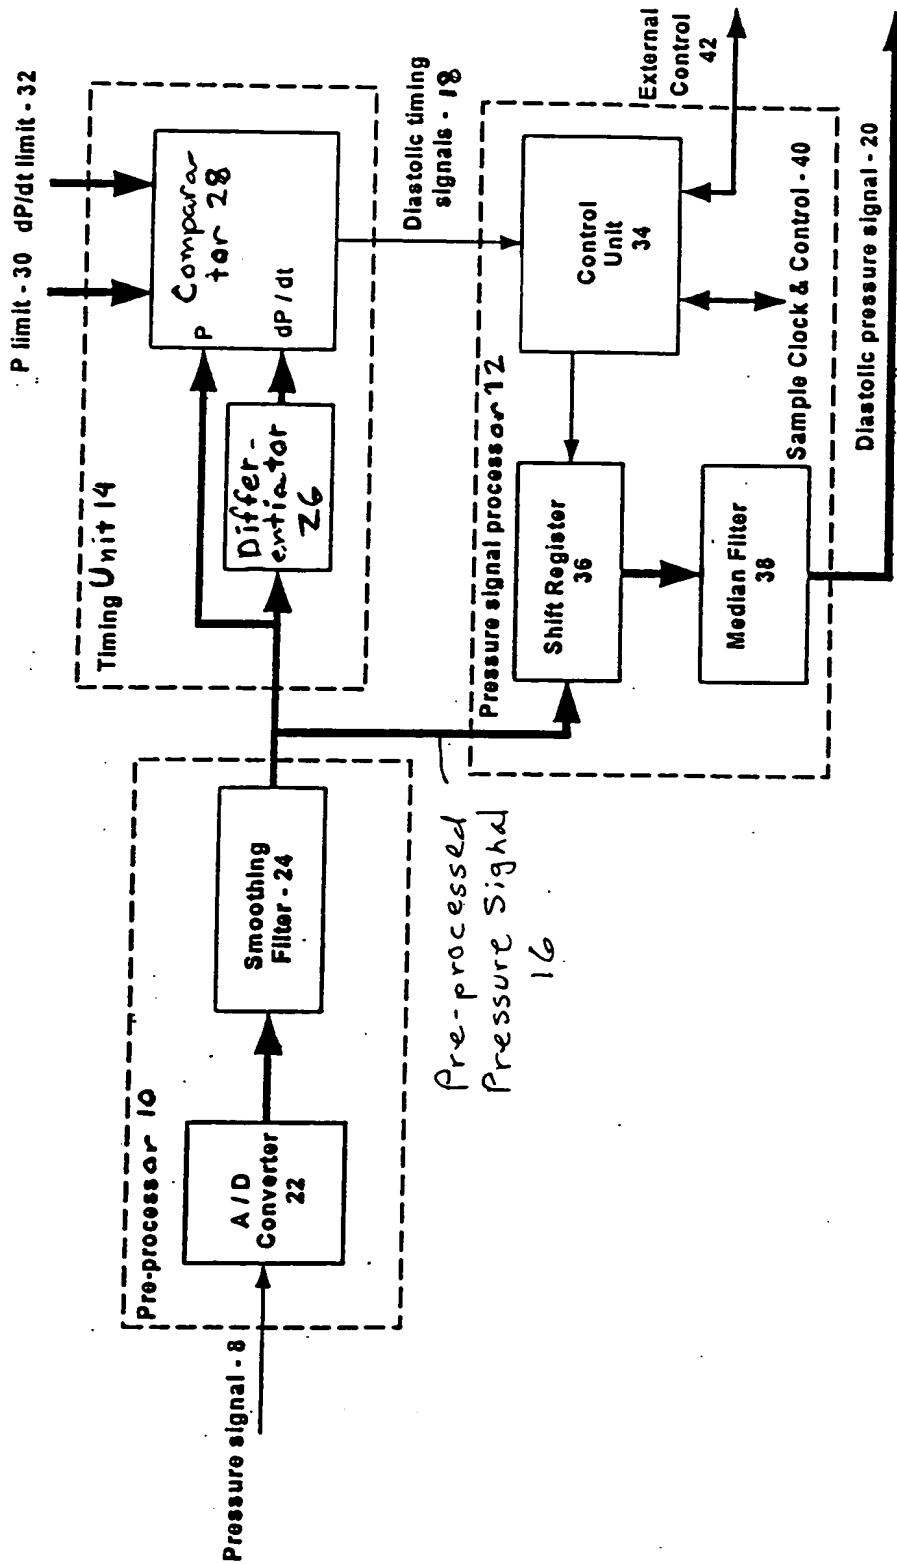 Pressure signal - 8
Pre-processor 10
A/D
Converter
22
Smoothing
Filter - 24
Pre-processed
Pressure Signal
16
Timing Unit 14
Differ-
entiator
26
P limit - 30
dP/dt limit - 32
Compara-
tor 28
P
dP/dt
Diastolic timing
signals - 18
Pressure signal processor 12
Shift Register
36
Median Filter
38
Control
Unit
34
External
Control
42
Sample Clock & Control - 40
Diastolic pressure signal - 20